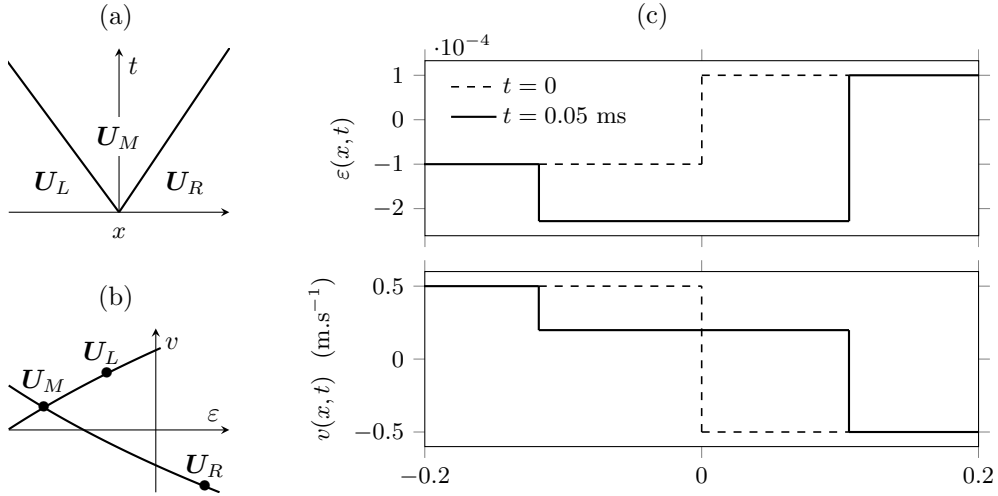 (a)
t
U_M
U_L
U_R
x
(b)
v
U_L
U_M
ε
U_R
(c)
·10⁻⁴
1
0
−1
−2
ε(x, t)
t = 0
t = 0.05 ms
0.5
0
−0.5
v(x, t) (m.s⁻¹)
−0.2
0
0.2